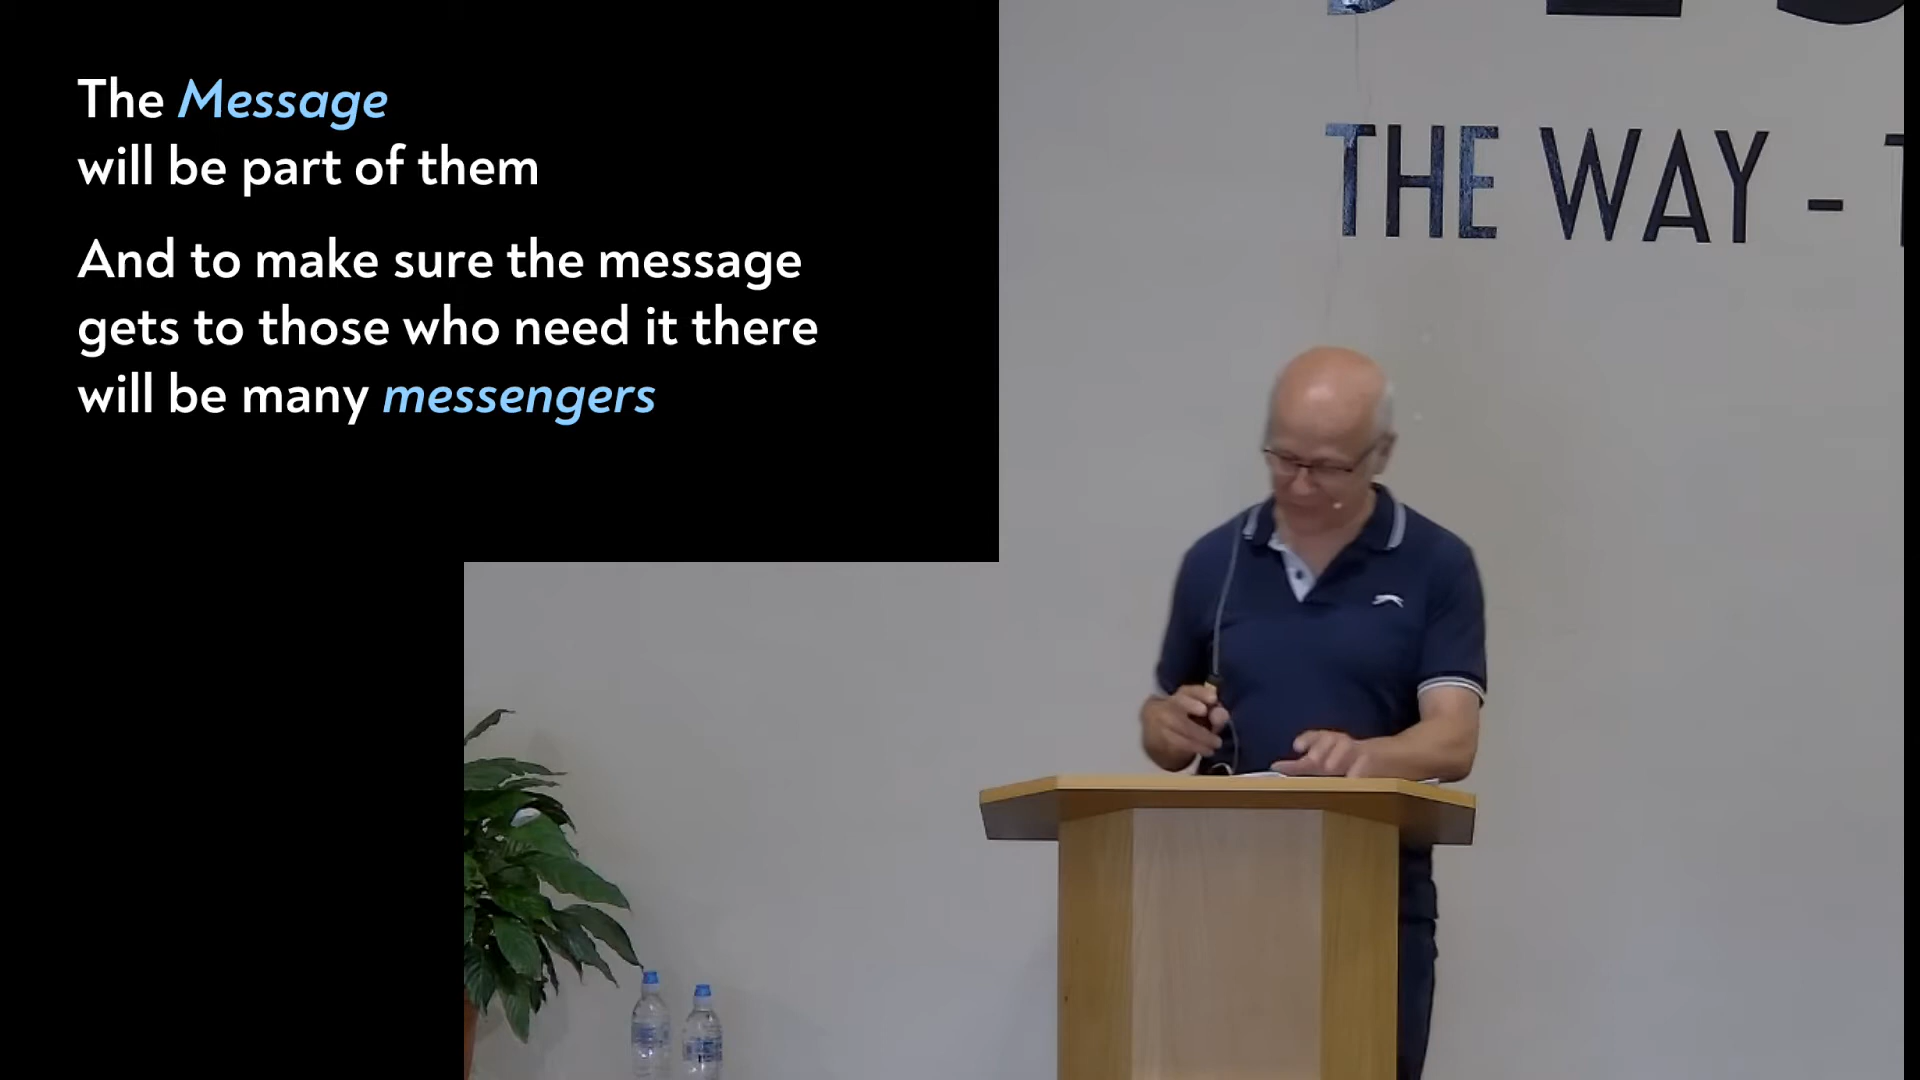 The Message
will be part of them
And to make sure the message
gets to those who need it there
will be many messengers
THE WAY -